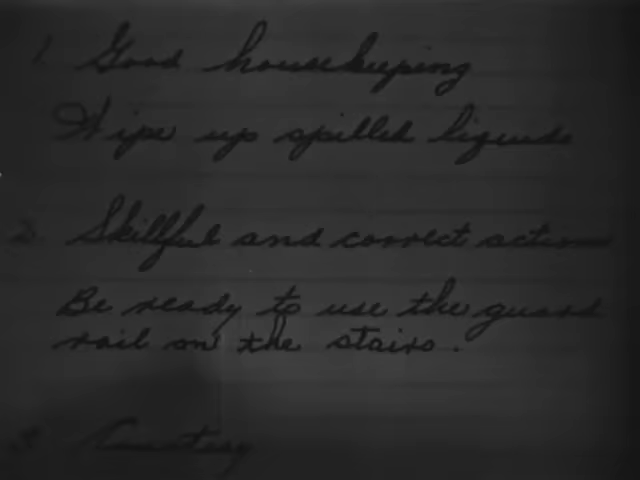 1. Good housekeeping
Wipe up spilled liquids
2. Skillful and correct action
Be ready to use the guard
rail on the stairs.
3. Courtesy